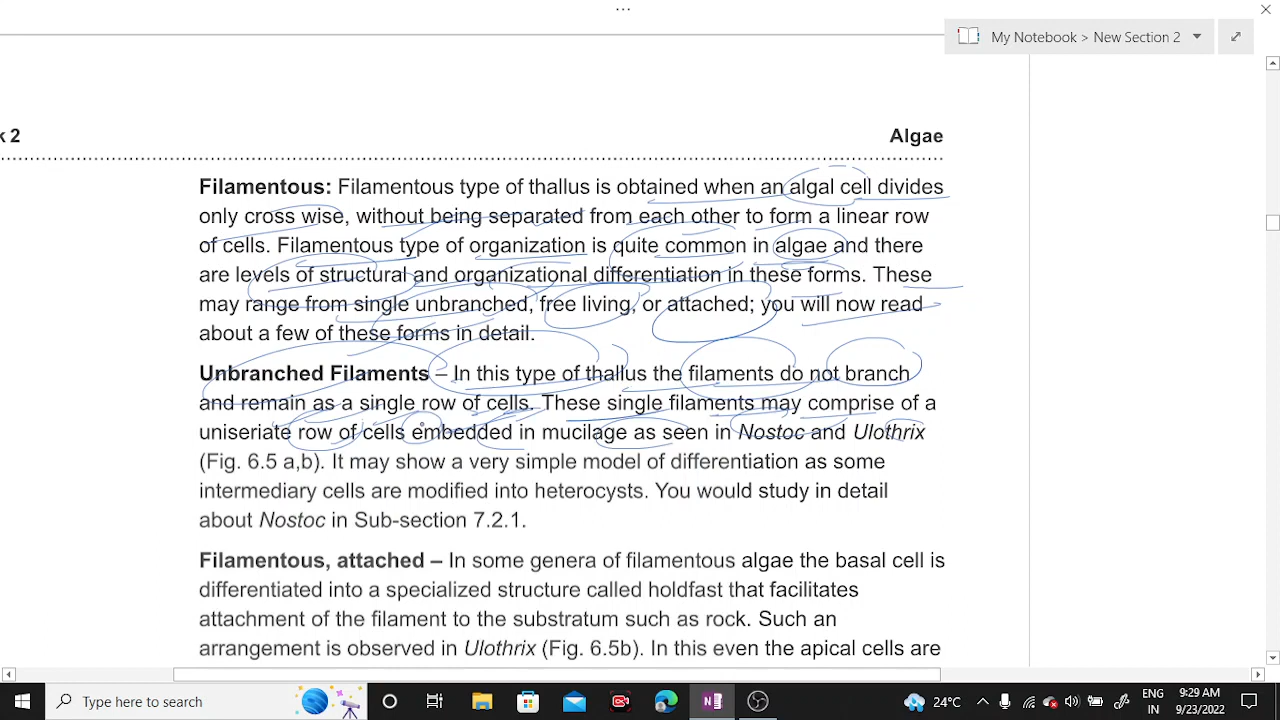 ...
My Notebook > New Section 2
k 2
Algae
Filamentous: Filamentous type of thallus is obtained when an algal cell divides
only cross wise, without being separated from each other to form a linear row
of cells. Filamentous type of organization is quite common in algae and there
are levels of structural and organizational differentiation in these forms. These
may range from single unbranched, free living, or attached; you will now read
about a few of these forms in detail.
Unbranched Filaments – In this type of thallus the filaments do not branch
and remain as a single row of cells. These single filaments may comprise of a
uniseriate row of cells embedded in mucilage as seen in Nostoc and Ulothrix
(Fig. 6.5 a,b). It may show a very simple model of differentiation as some
intermediary cells are modified into heterocysts. You would study in detail
about Nostoc in Sub-section 7.2.1.
Filamentous, attached – In some genera of filamentous algae the basal cell is
differentiated into a specialized structure called holdfast that facilitates
attachment of the filament to the substratum such as rock. Such an
arrangement is observed in Ulothrix (Fig. 6.5b). In this even the apical cells are
Type here to search
24°C
ENG
IN
9:29 AM
9/23/2022